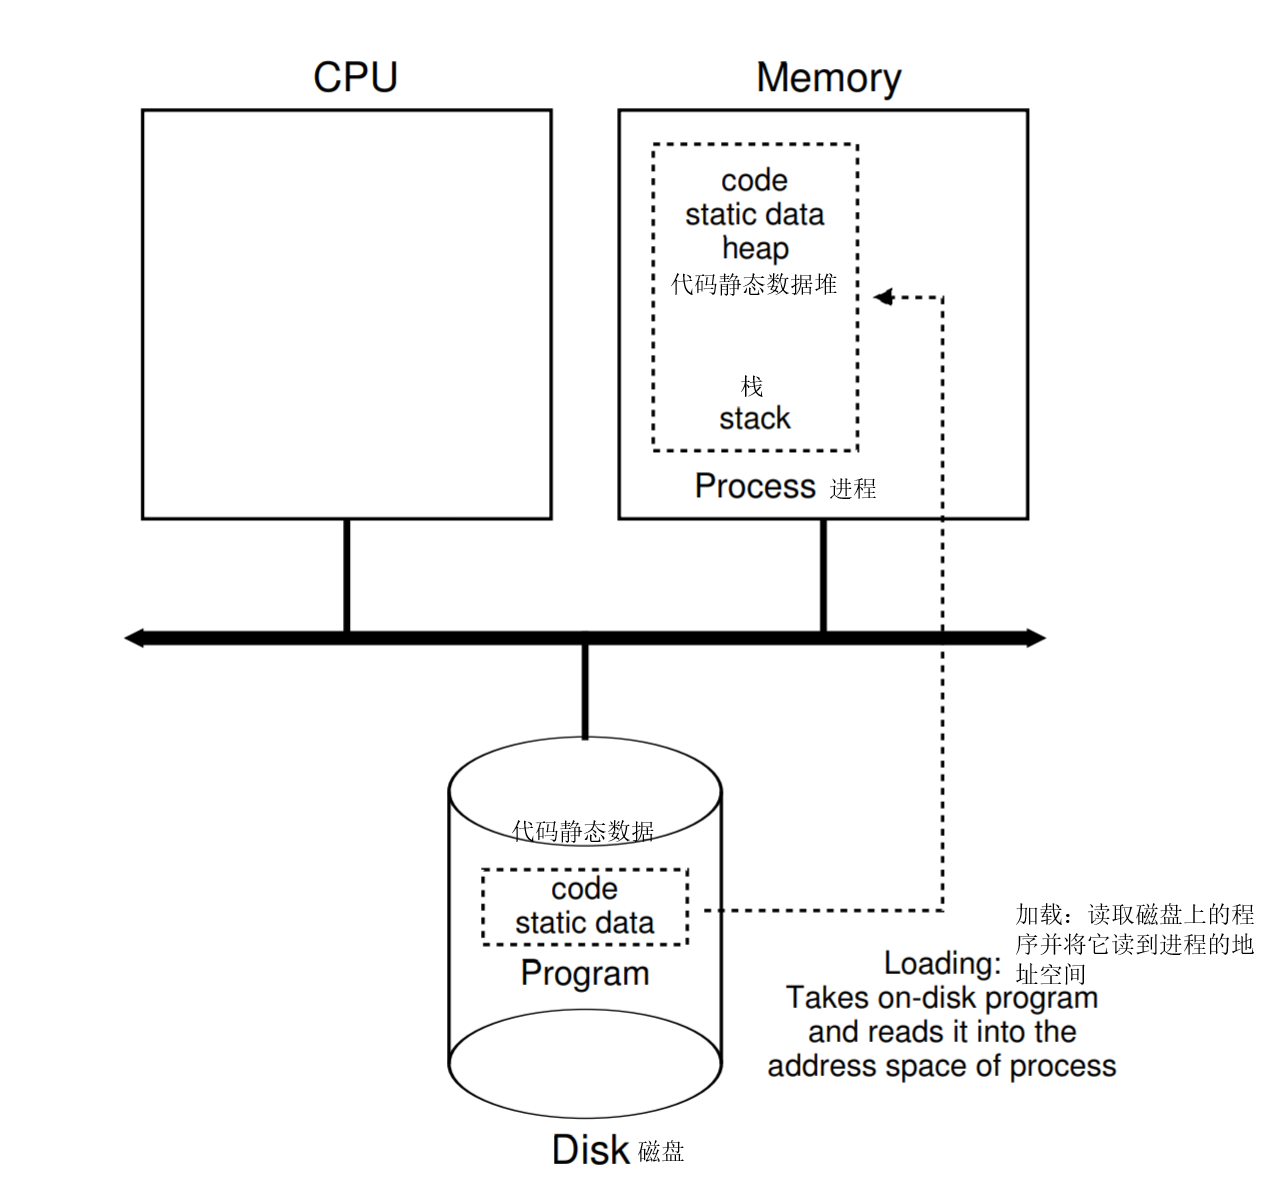 CPU
Memory
code
static data
heap
代码静态数据堆
栈
stack
Process 进程
代码静态数据
code
static data
Program
加载：读取磁盘上的程
序并将它读到进程的地
址空间
Loading:
Takes on-disk program
and reads it into the
address space of process
Disk 磁盘